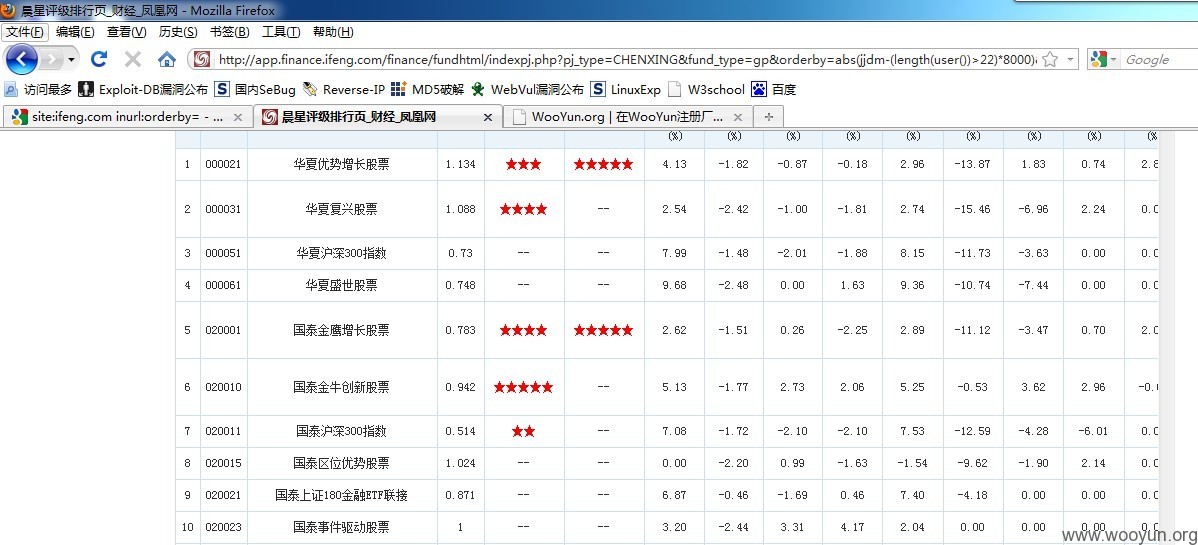 晨星评级排行页_财经_凤凰网 - Mozilla Firefox
文件(F) 编辑(E) 查看(V) 历史(S) 书签(B) 工具(T) 帮助(H)
http://app.finance.ifeng.com/finance/fundhtml/indexpj.php?pj_type=CHENXING&fund_type=gp&orderby=abs(jjdm-(length(user())>22)*8000)& Google
访问最多 Exploit-DB漏洞公布 国内SeBug Reverse-IP MD5破解 WebVul漏洞公布 LinuxExp W3school 百度
site:ifeng.com inurl:orderby= - ... 晨星评级排行页_财经_凤凰网 WooYun.org | 在WooYun注册厂...
(%) (%) (%) (%) (%) (%) (%) (%) (%)
1 000021 华夏优势增长股票 1.134 ★★★ ★★★★★ 4.13 -1.82 -0.87 -0.18 2.96 -13.87 1.83 0.74 2.8
2 000031 华夏复兴股票 1.088 ★★★★ -- 2.54 -2.42 -1.00 -1.81 2.74 -15.46 -6.96 2.24 0.0
3 000051 华夏沪深300指数 0.73 -- -- 7.99 -1.48 -2.01 -1.88 8.15 -11.73 -3.63 0.00 0.0
4 000061 华夏盛世股票 0.748 -- -- 9.68 -2.48 0.00 1.63 9.36 -10.74 -7.44 0.00 0.0
5 020001 国泰金鹰增长股票 0.783 ★★★★ ★★★★★ 2.62 -1.51 0.26 -2.25 2.89 -11.12 -3.47 0.70 2.0
6 020010 国泰金牛创新股票 0.942 ★★★★★ -- 5.13 -1.77 2.73 2.06 5.25 -0.53 3.62 2.96 -0.
7 020011 国泰沪深300指数 0.514 ★★ -- 7.08 -1.72 -2.10 -2.10 7.53 -12.59 -4.28 -6.01 0.0
8 020015 国泰区位优势股票 1.024 -- -- 0.00 -2.20 0.99 -1.63 -1.54 -9.62 -1.90 2.14 0.0
9 020021 国泰上证180金融ETF联接 0.871 -- -- 6.87 -0.46 -1.69 0.46 7.40 -4.18 0.00 0.00 0.0
10 020023 国泰事件驱动股票 1 -- -- 3.20 -2.44 3.31 4.17 2.04 0.00 0.00 0.00 0.0
www.wooyun.org